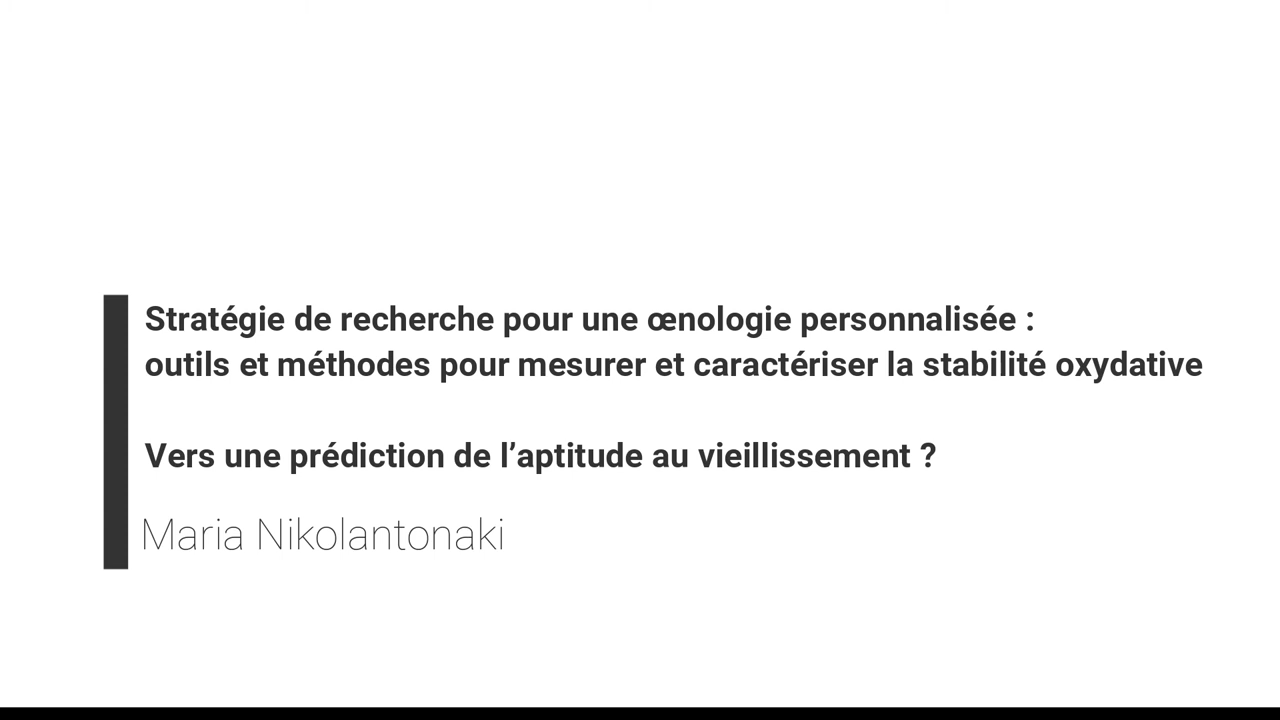 Stratégie de recherche pour une œnologie personnalisée :
outils et méthodes pour mesurer et caractériser la stabilité oxydative
Vers une prédiction de l’aptitude au vieillissement ?
Maria Nikolantonaki